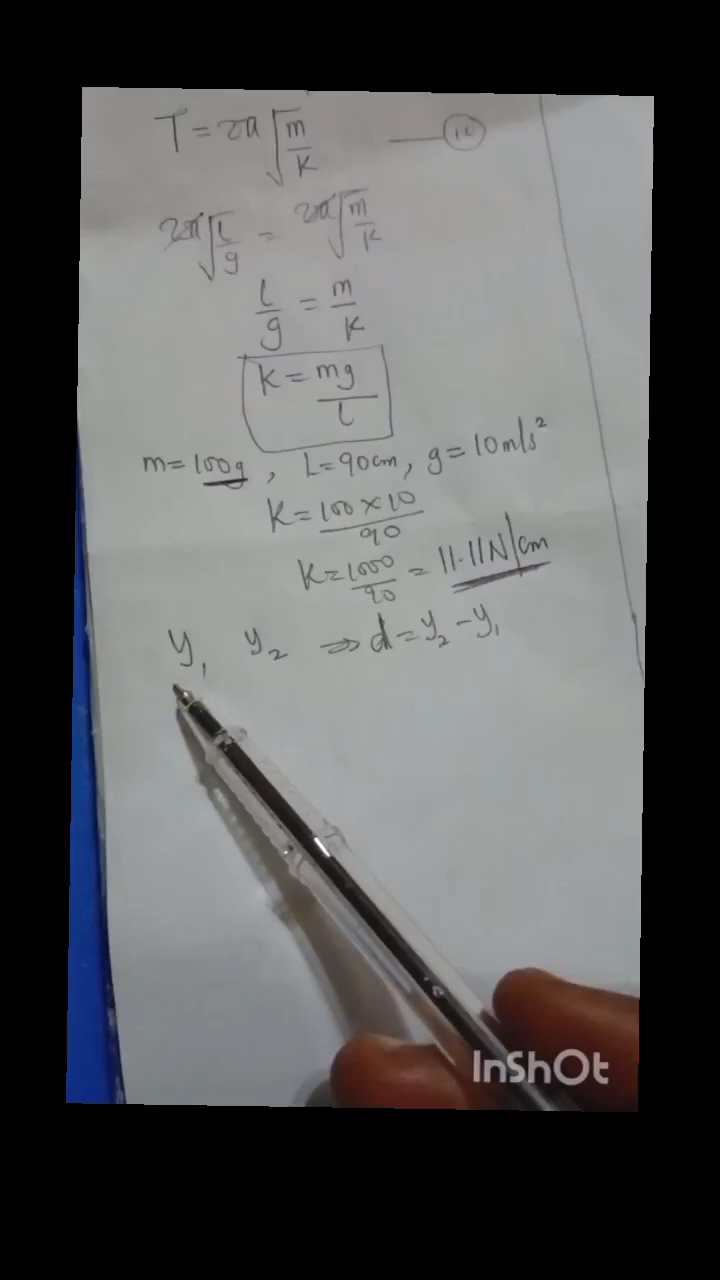 T = 2π√m/K — (10)
2π√l/g = 2π√m/K
l/g = m/K
K = mg/l
m = 100g, L = 90cm, g = 10m/s²
K = 100 × 10/90
K = 1000/90 = 11.11N/cm
y₁ y₂ ⇒ d = y₂ - y₁
InShOt